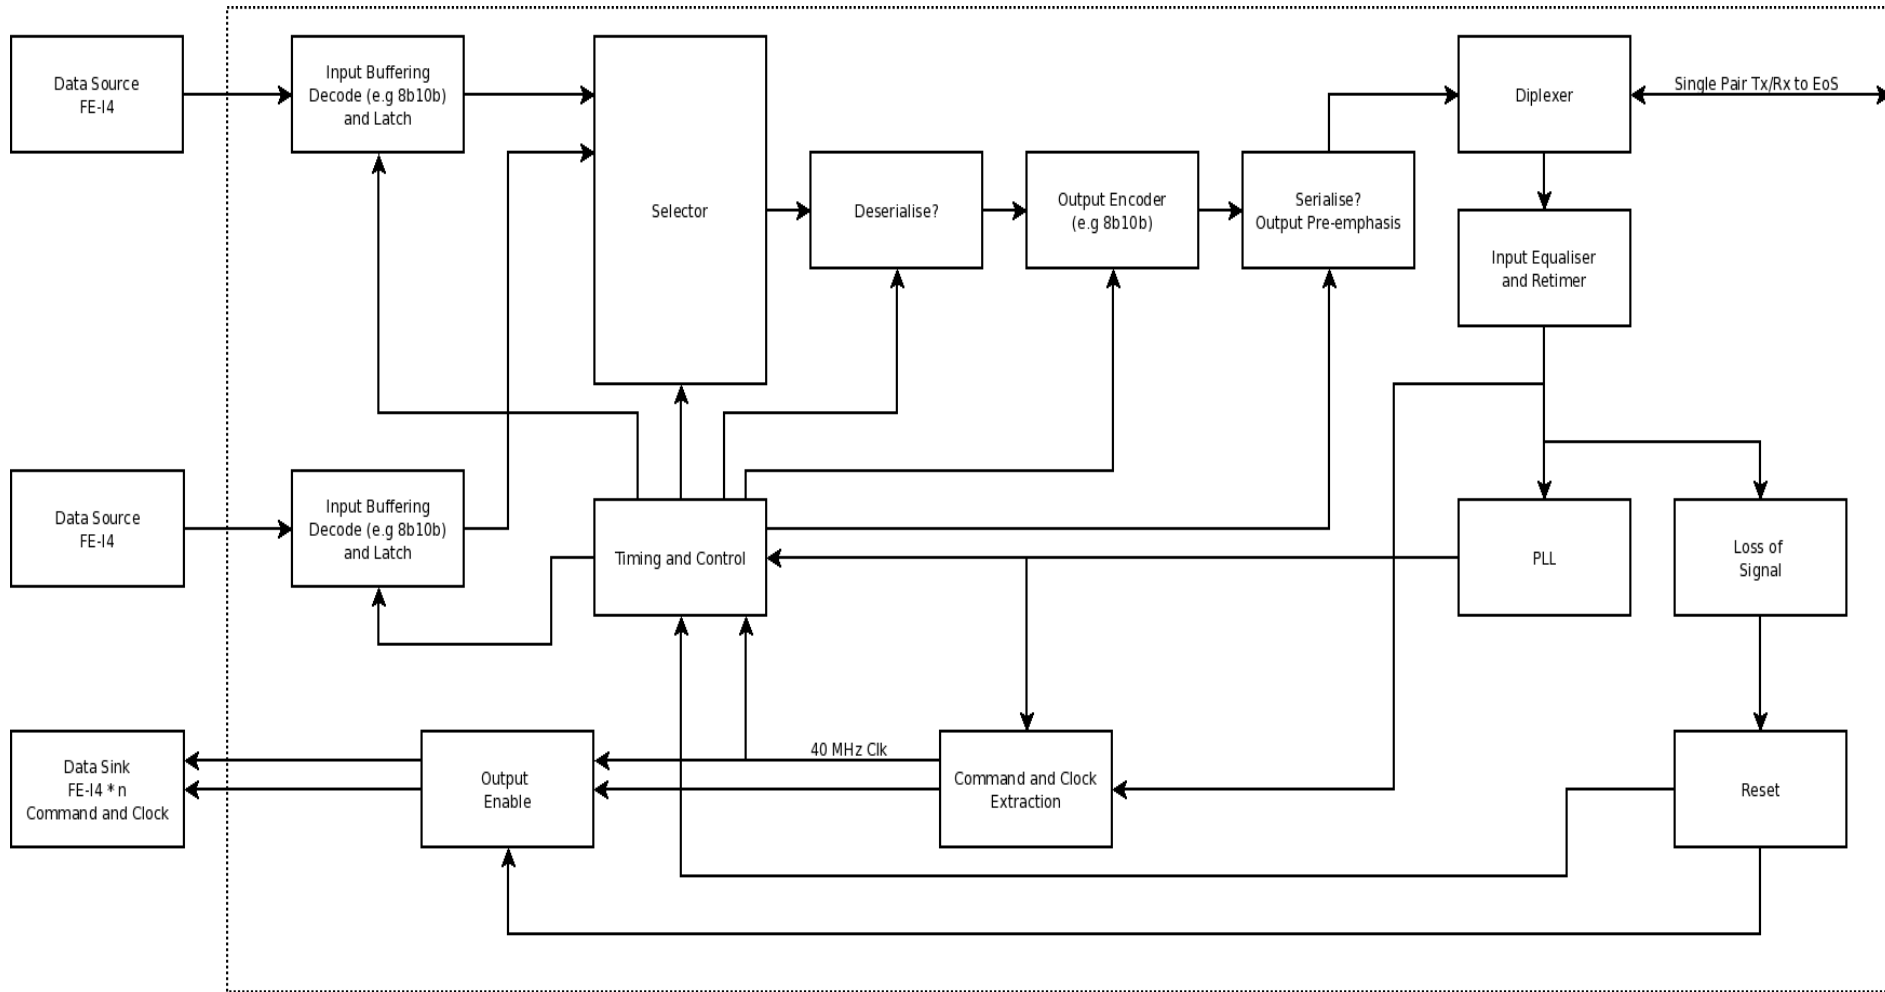 Data Source
FE-I4
Input Buffering
Decode (e.g 8b10b)
and Latch
Selector
Deserialise?
Output Encoder
(e.g 8b10b)
Serialise?
Output Pre-emphasis
Diplexer
Single Pair Tx/Rx to EoS
Input Equaliser
and Retimer
Data Source
FE-I4
Input Buffering
Decode (e.g 8b10b)
and Latch
Timing and Control
PLL
Loss of
Signal
Data Sink
FE-I4 * n
Command and Clock
Output
Enable
40 MHz Clk
Command and Clock
Extraction
Reset